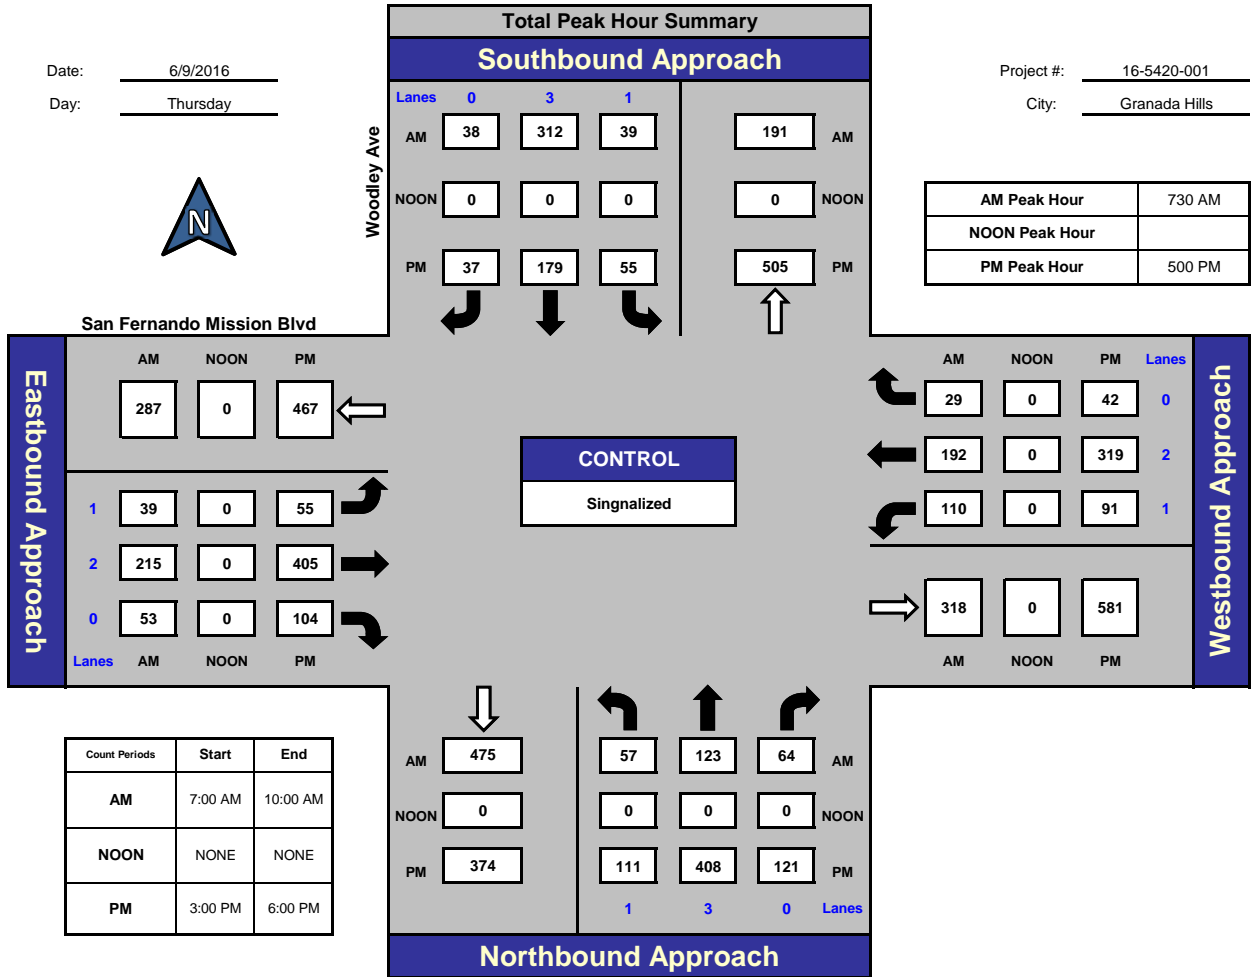 Total Peak Hour Summary
Southbound Approach
Date: 6/9/2016
Day: Thursday
Project #: 16-5420-001
City: Granada Hills
N
Woodley Ave
Lanes 0 3 1
AM 38 312 39 191 AM
NOON 0 0 0 0 NOON
PM 37 179 55 505 PM
AM Peak Hour 730 AM
NOON Peak Hour
PM Peak Hour 500 PM
San Fernando Mission Blvd
Eastbound Approach
AM NOON PM
287 0 467
1 39 0 55
2 215 0 405
0 53 0 104
Lanes AM NOON PM
CONTROL
Singnalized
AM NOON PM Lanes
29 0 42 0
192 0 319 2
110 0 91 1
318 0 581
AM NOON PM
Westbound Approach
Count Periods Start End
AM 7:00 AM 10:00 AM
NOON NONE NONE
PM 3:00 PM 6:00 PM
AM 475 57 123 64 AM
NOON 0 0 0 0 NOON
PM 374 111 408 121 PM
1 3 0 Lanes
Northbound Approach